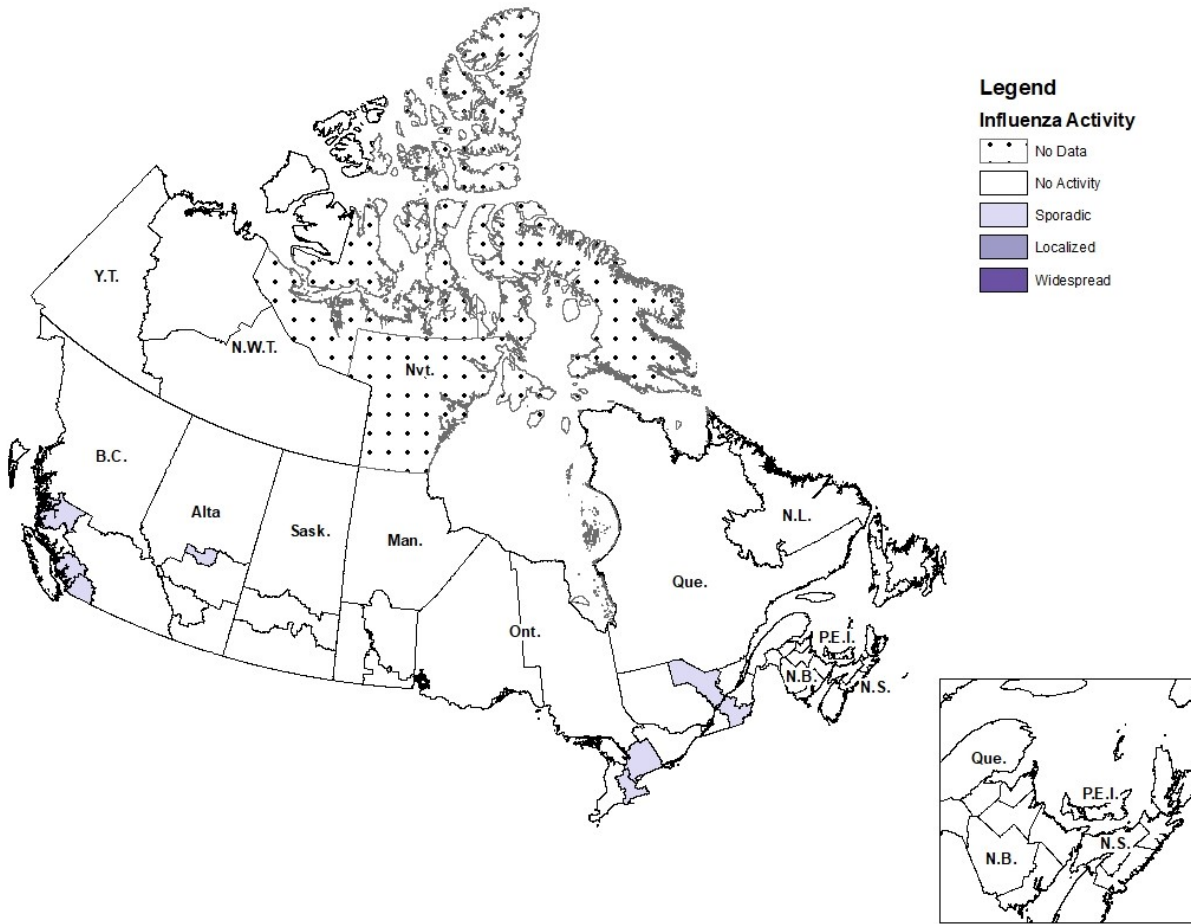 Legend
Influenza Activity
No Data
No Activity
Sporadic
Localized
Widespread
Y.T.
N.W.T.
Nvt.
B.C.
Alta
Sask.
Man.
N.L.
Que.
Ont.
P.E.I.
N.B.
N.S.
Que.
P.E.I.
N.S.
N.B.